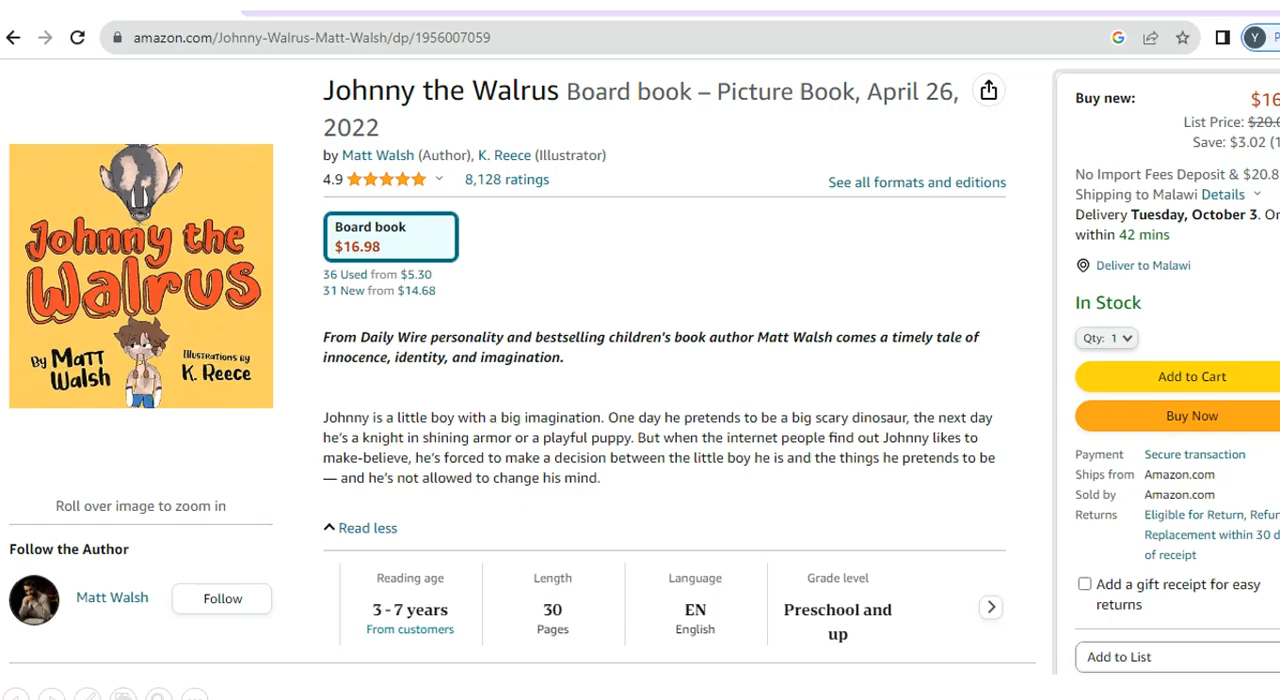 amazon.com/Johnny-Walrus-Matt-Walsh/dp/1956007059
Johnny the Walrus Board book – Picture Book, April 26,
2022
by Matt Walsh (Author), K. Reece (Illustrator)
4.9
8,128 ratings
See all formats and editions
Board book
$16.98
36 Used from $5.30
31 New from $14.68
From Daily Wire personality and bestselling children's book author Matt Walsh comes a timely tale of
innocence, identity, and imagination.
Johnny is a little boy with a big imagination. One day he pretends to be a big scary dinosaur, the next day
he's a knight in shining armor or a playful puppy. But when the internet people find out Johnny likes to
make-believe, he's forced to make a decision between the little boy he is and the things he pretends to be
— and he's not allowed to change his mind.
Read less
Reading age
3 - 7 years
From customers
Length
30
Pages
Language
EN
English
Grade level
Preschool and
up
Johnny the
Walrus
By Matt
Walsh
Illustrations by
K. Reece
Roll over image to zoom in
Follow the Author
Matt Walsh
Follow
Buy new:
$16
List Price: $20.0
Save: $3.02 (1
No Import Fees Deposit & $20.8
Shipping to Malawi Details
Delivery Tuesday, October 3. Or
within 42 mins
Deliver to Malawi
In Stock
Qty: 1
Add to Cart
Buy Now
Payment Secure transaction
Ships from Amazon.com
Sold by Amazon.com
Returns Eligible for Return, Refun
Replacement within 30 d
of receipt
Add a gift receipt for easy
returns
Add to List